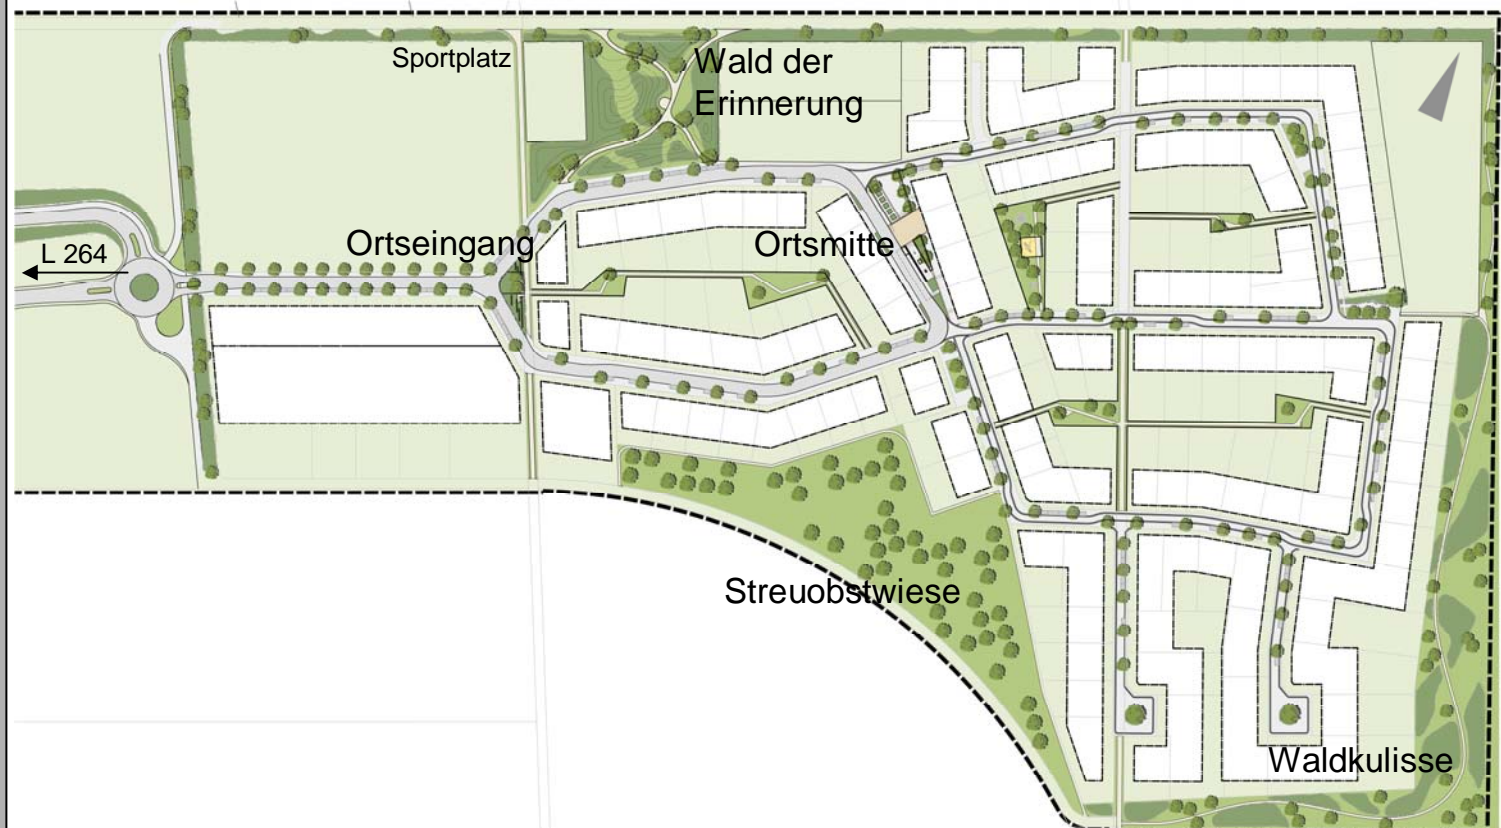 Sportplatz
Wald der
Erinnerung
Ortseingang
Ortsmitte
L 264
Streuobstwiese
Waldkulisse